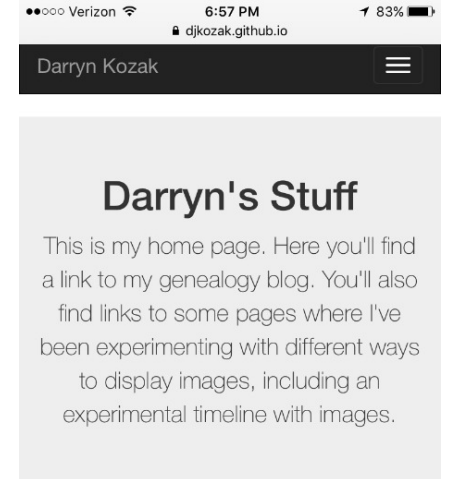 Verizon 6:57 PM 83%
djkozak.github.io
Darryn Kozak
Darryn's Stuff
This is my home page. Here you'll find
a link to my genealogy blog. You'll also
find links to some pages where I've
been experimenting with different ways
to display images, including an
experimental timeline with images.